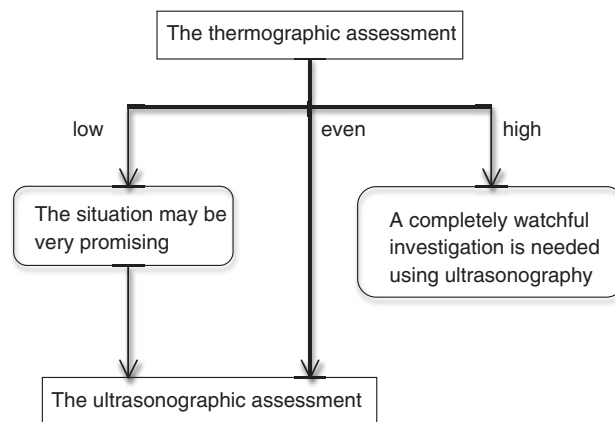 The thermographic assessment
low
even
high
The situation may be
very promising
A completely watchful
investigation is needed
using ultrasonography
The ultrasonographic assessment